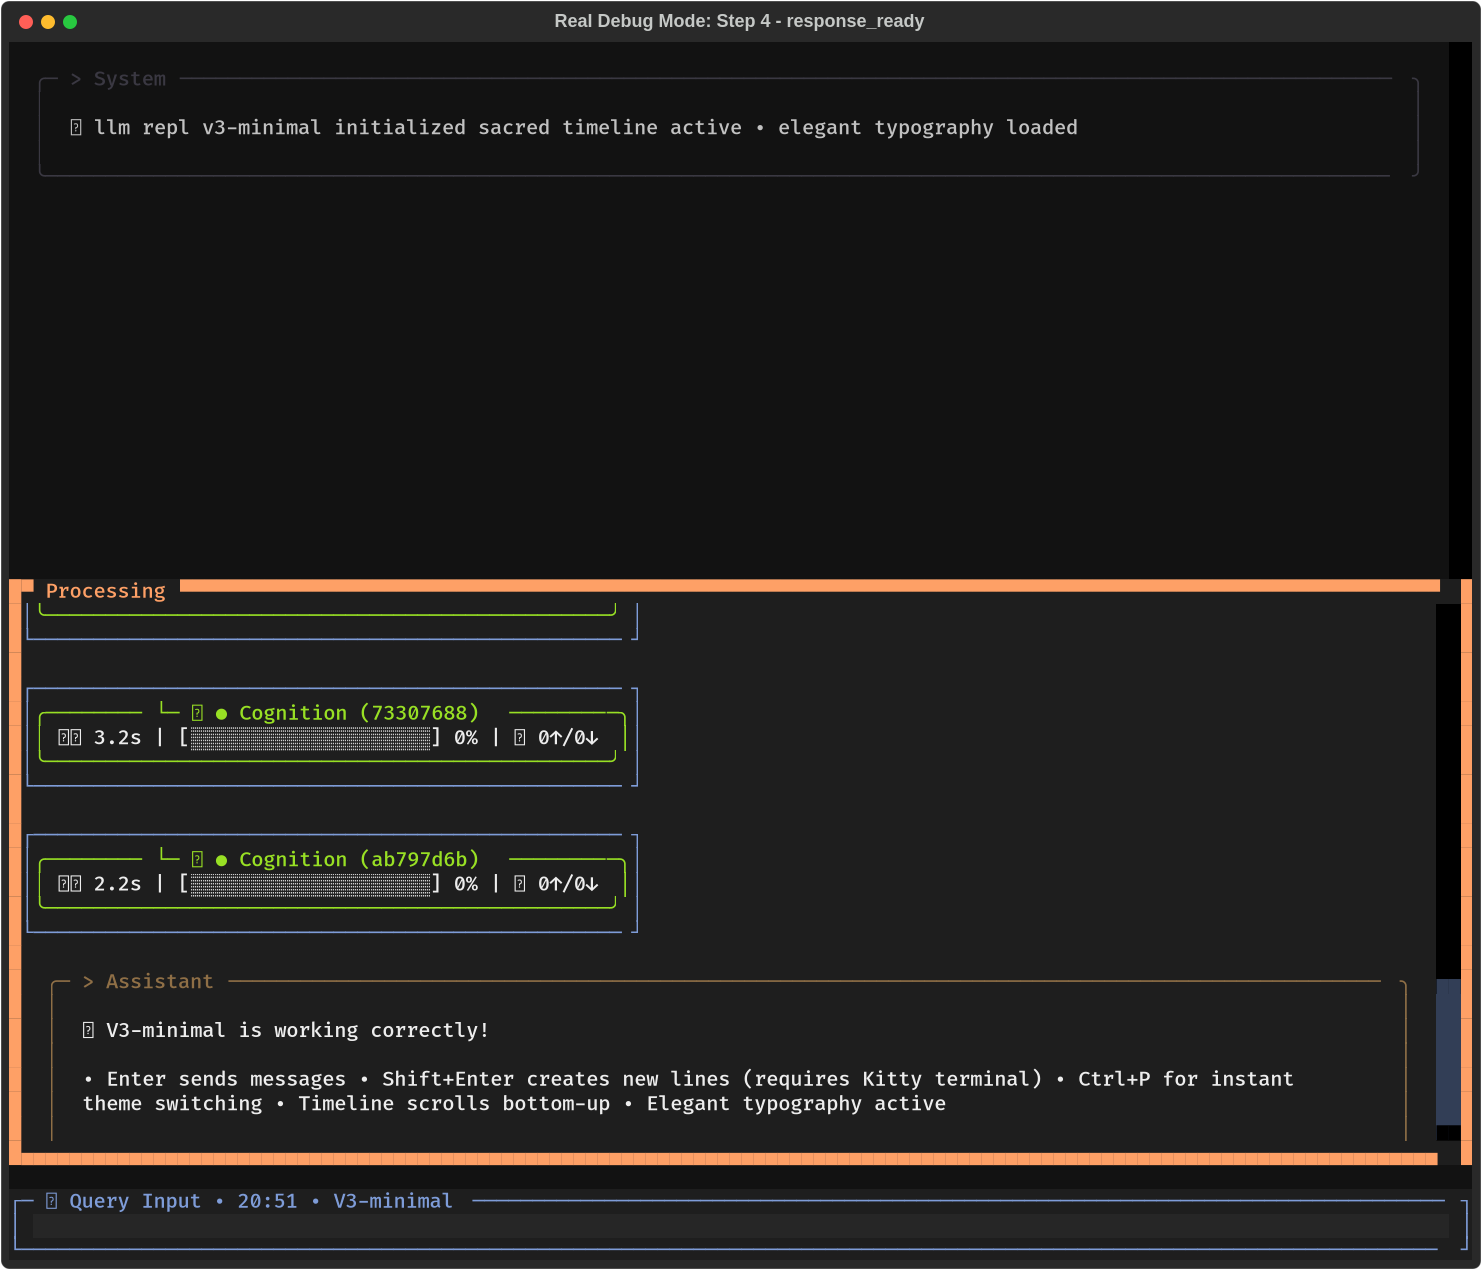 Real Debug Mode: Step 4 - response_ready
> System
llm repl v3-minimal initialized sacred timeline active • elegant typography loaded
Processing
● Cognition (73307688)
3.2s | [░░░░░░░░░░░░░░░░░░░░] 0% | 0↑/0↓
● Cognition (ab797d6b)
2.2s | [░░░░░░░░░░░░░░░░░░░░] 0% | 0↑/0↓
> Assistant
V3-minimal is working correctly!
• Enter sends messages • Shift+Enter creates new lines (requires Kitty terminal) • Ctrl+P for instant
theme switching • Timeline scrolls bottom-up • Elegant typography active
Query Input • 20:51 • V3-minimal